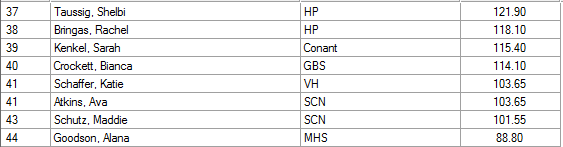 37 Taussig, Shelbi HP 121.90
38 Bringas, Rachel HP 118.10
39 Kenkel, Sarah Conant 115.40
40 Crockett, Bianca GBS 114.10
41 Schaffer, Katie VH 103.65
41 Atkins, Ava SCN 103.65
43 Schutz, Maddie SCN 101.55
44 Goodson, Alana MHS 88.80